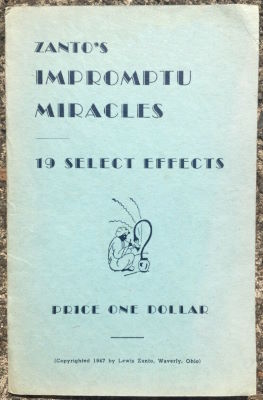 ZANTO'S
IMPROMPTU
MIRACLES
19 SELECT EFFECTS
PRICE ONE DOLLAR
(Copyrighted 1947 by Lewis Zanto, Waverly, Ohio)